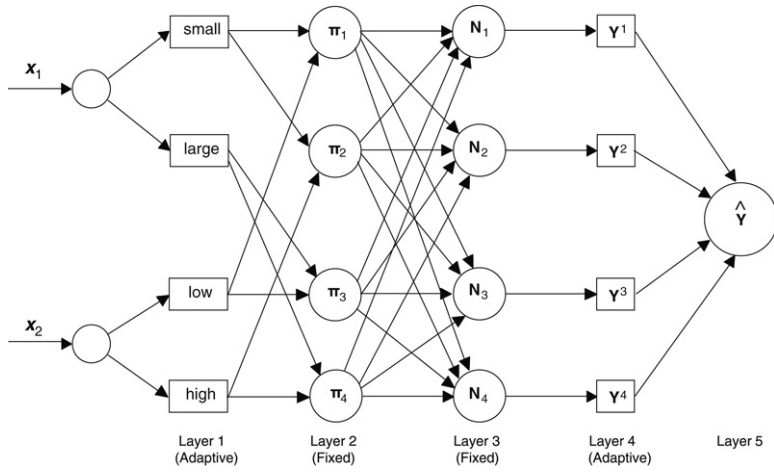 x₁
small
large
low
high
x₂
π₁
π₂
π₃
π₄
N₁
N₂
N₃
N₄
Y¹
Y²
Y³
Y⁴
Ŷ
Layer 1
(Adaptive)
Layer 2
(Fixed)
Layer 3
(Fixed)
Layer 4
(Adaptive)
Layer 5